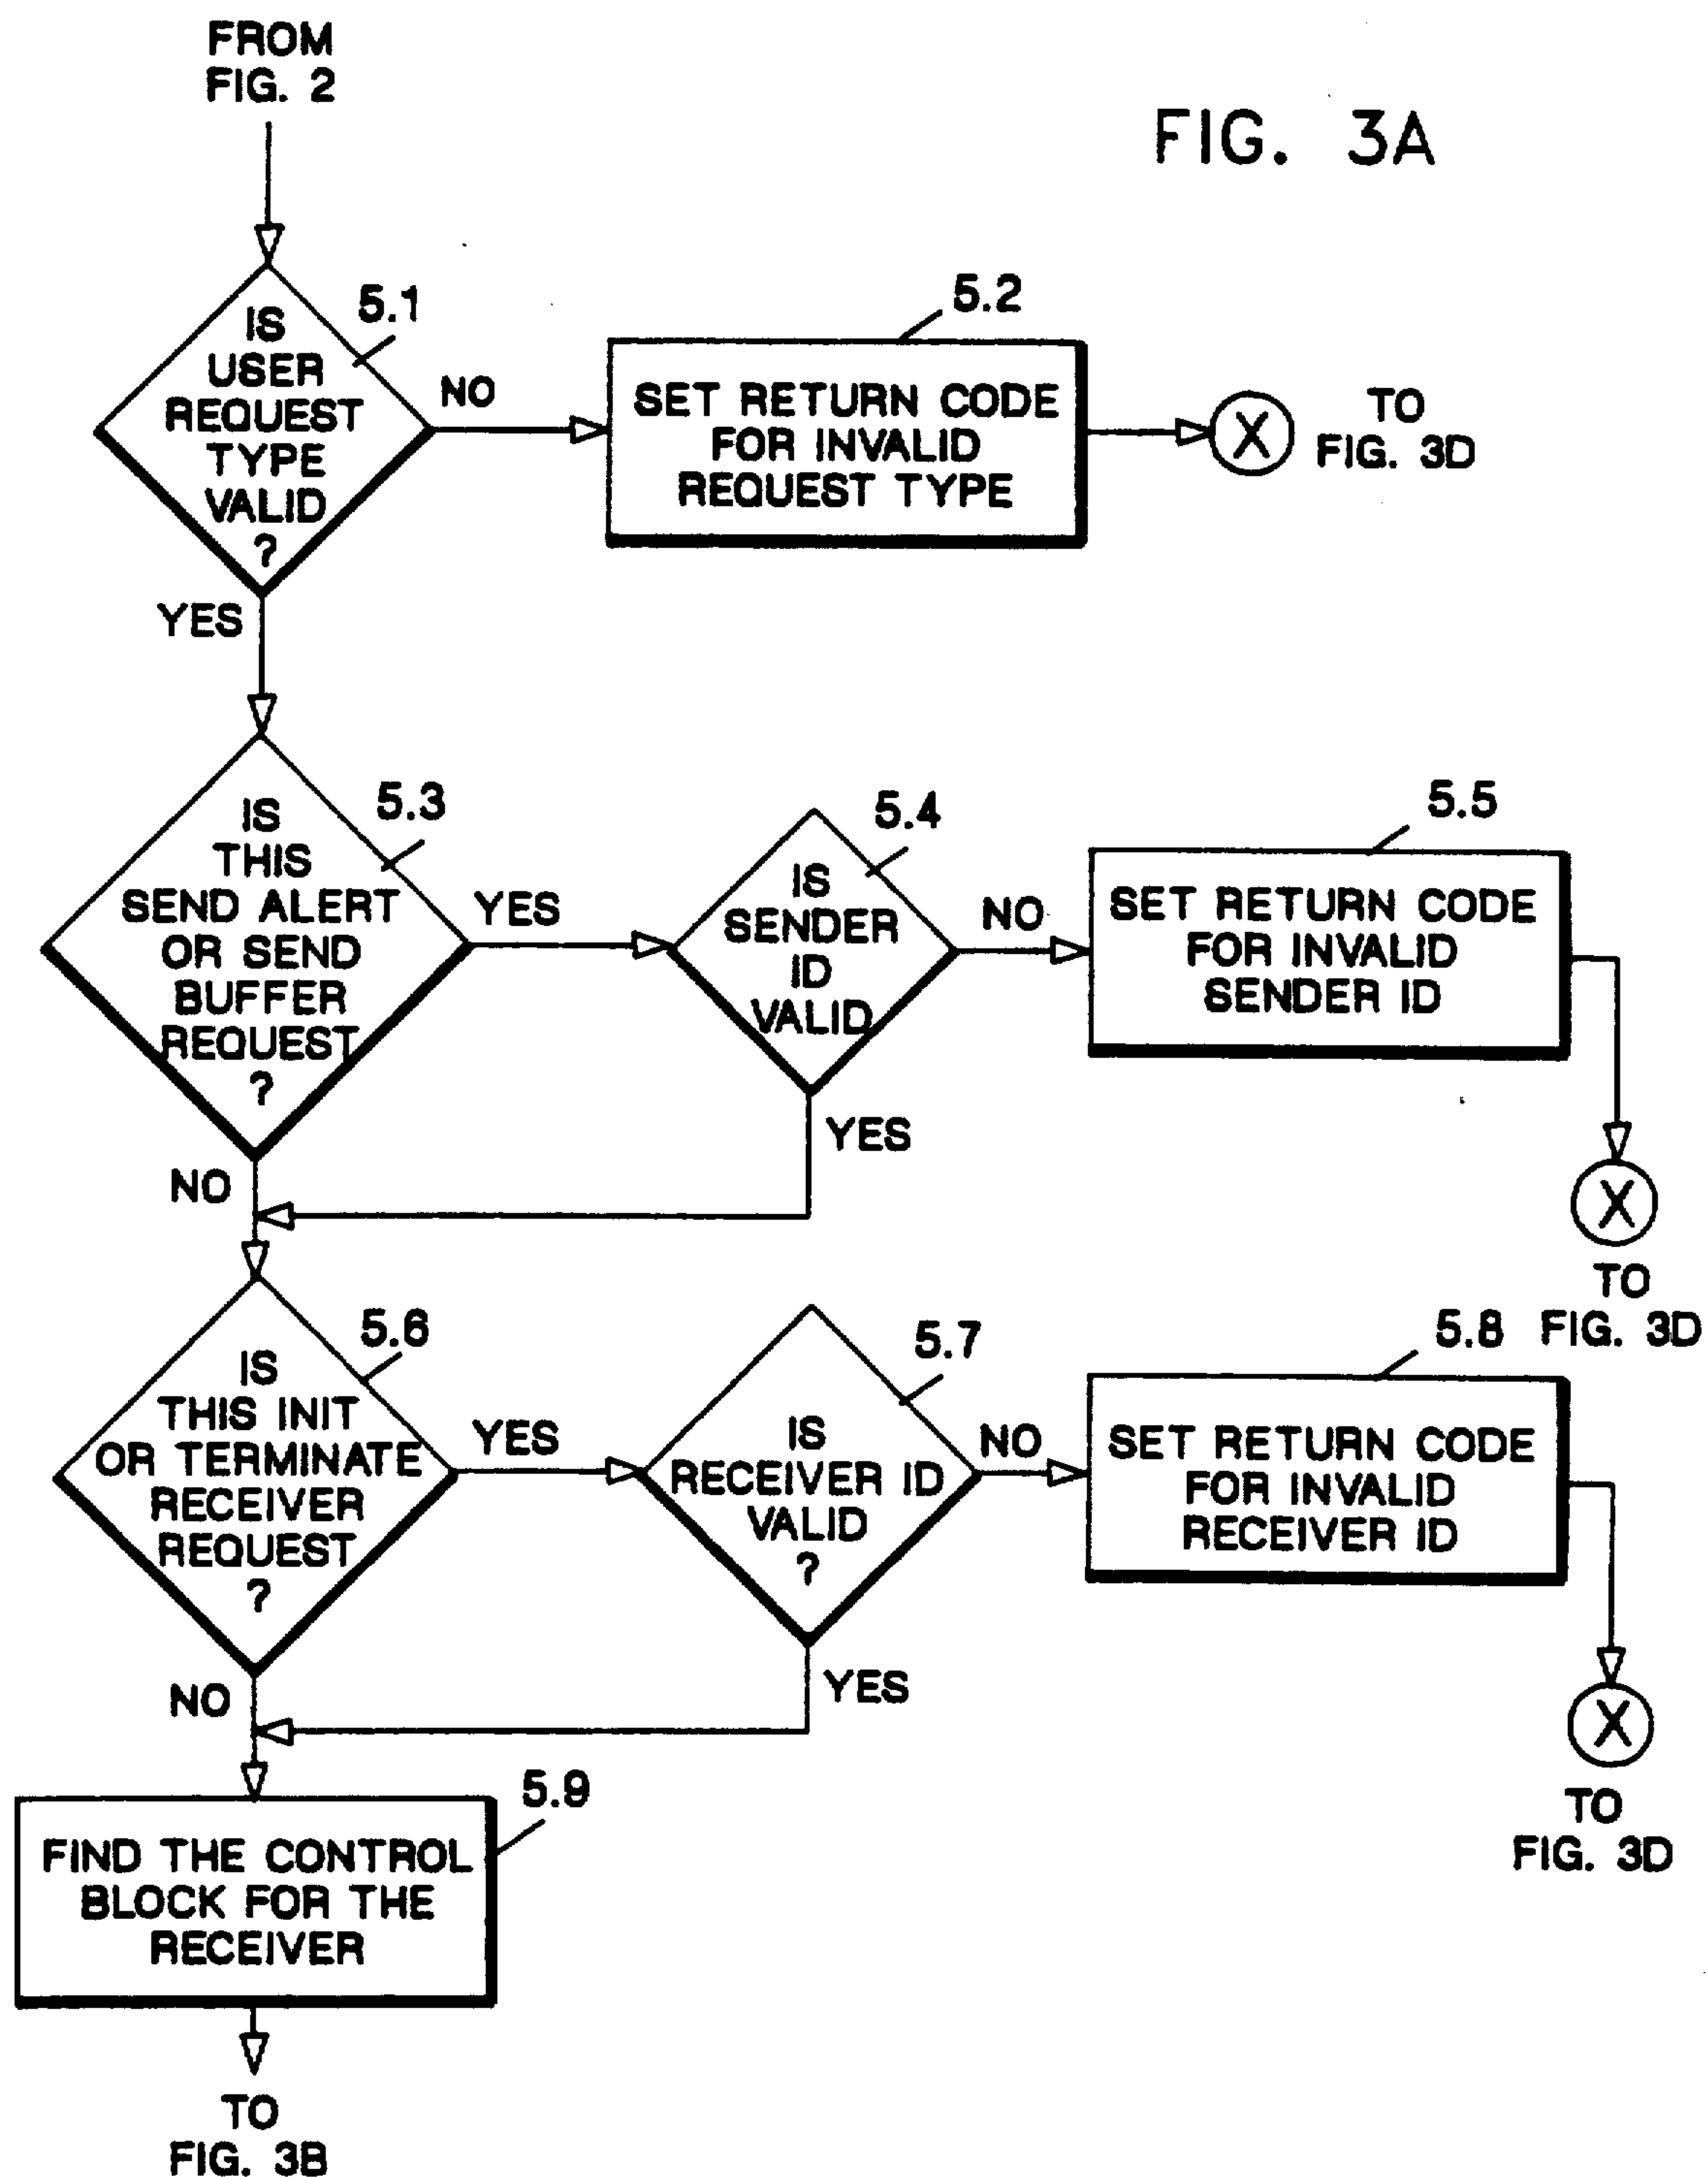 FROM
FIG. 2
FIG. 3A
IS
USER
REQUEST
TYPE
VALID
?
5.1
NO
5.2
SET RETURN CODE
FOR INVALID
REQUEST TYPE
X
TO
FIG. 3D
YES
IS
THIS
SEND ALERT
OR SEND
BUFFER
REQUEST
?
5.3
YES
5.4
IS
SENDER
ID
VALID
NO
5.5
SET RETURN CODE
FOR INVALID
SENDER ID
X
TO
FIG. 3D
YES
NO
IS
THIS INIT
OR TERMINATE
RECEIVER
REQUEST
?
5.6
YES
5.7
IS
RECEIVER ID
VALID
?
NO
5.8
SET RETURN CODE
FOR INVALID
RECEIVER ID
X
TO
FIG. 3D
YES
NO
5.9
FIND THE CONTROL
BLOCK FOR THE
RECEIVER
TO
FIG. 3B